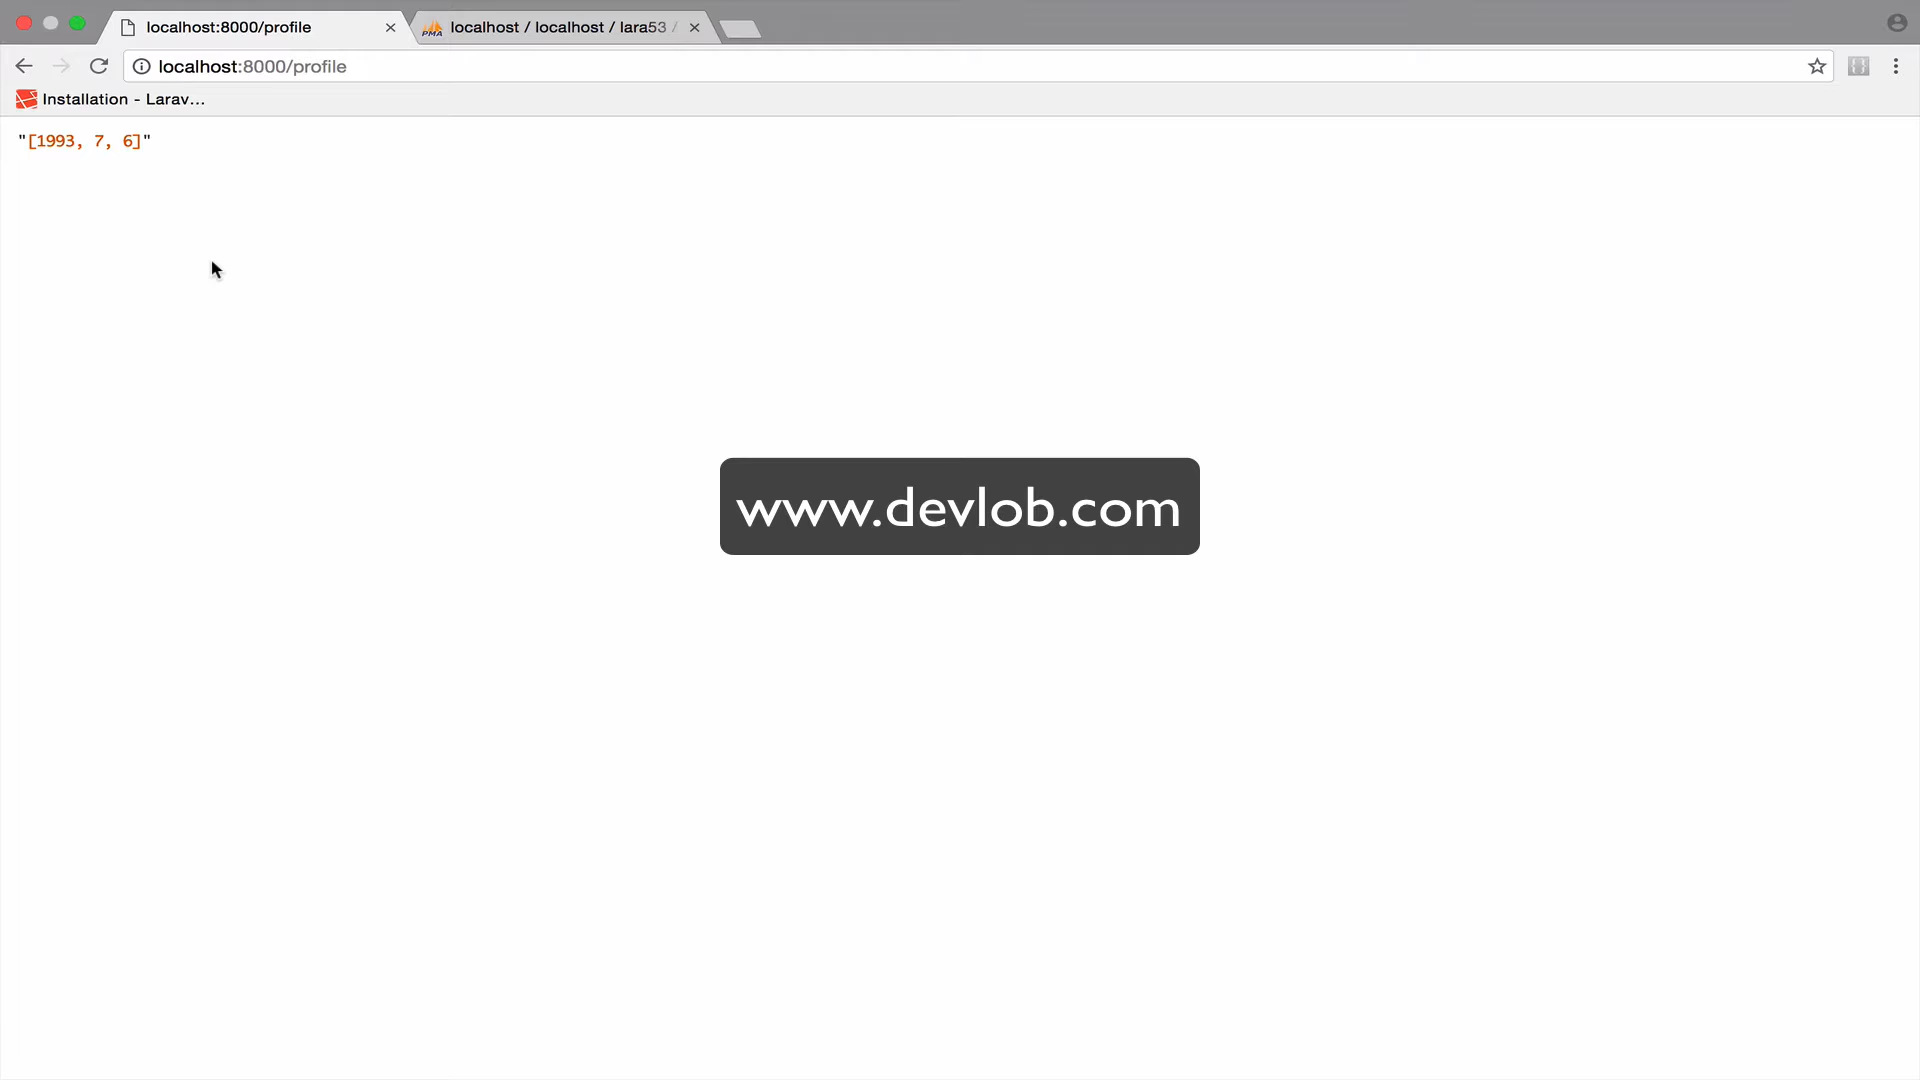 localhost:8000/profile
localhost / localhost / lara53 /
localhost:8000/profile
Installation - Larav...
"[1993, 7, 6]"
www.devlob.com